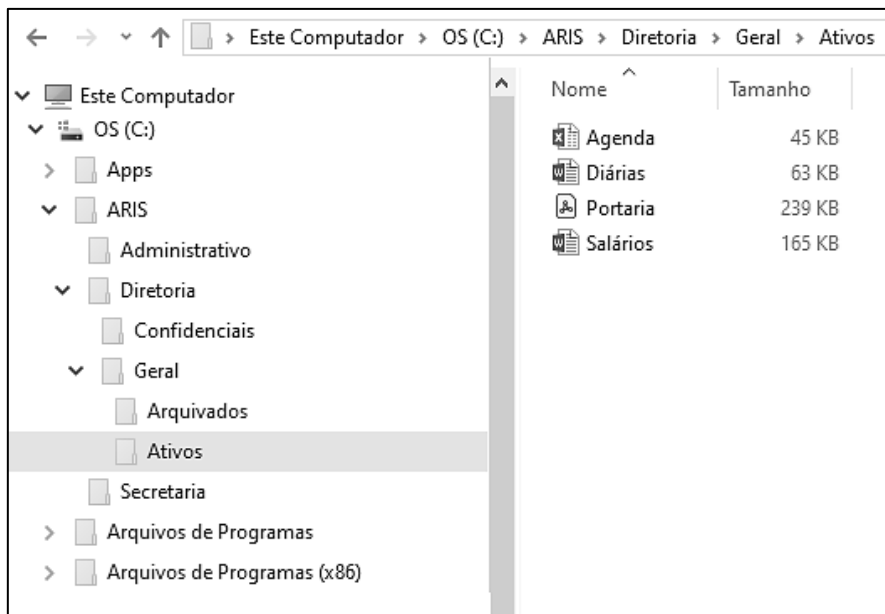 Este Computador > OS (C:) > ARIS > Diretoria > Geral > Ativos
Este Computador
OS (C:)
Apps
ARIS
Administrativo
Diretoria
Confidenciais
Geral
Arquivados
Ativos
Secretaria
Arquivos de Programas
Arquivos de Programas (x86)
Nome Tamanho
Agenda 45 KB
Diárias 63 KB
Portaria 239 KB
Salários 165 KB